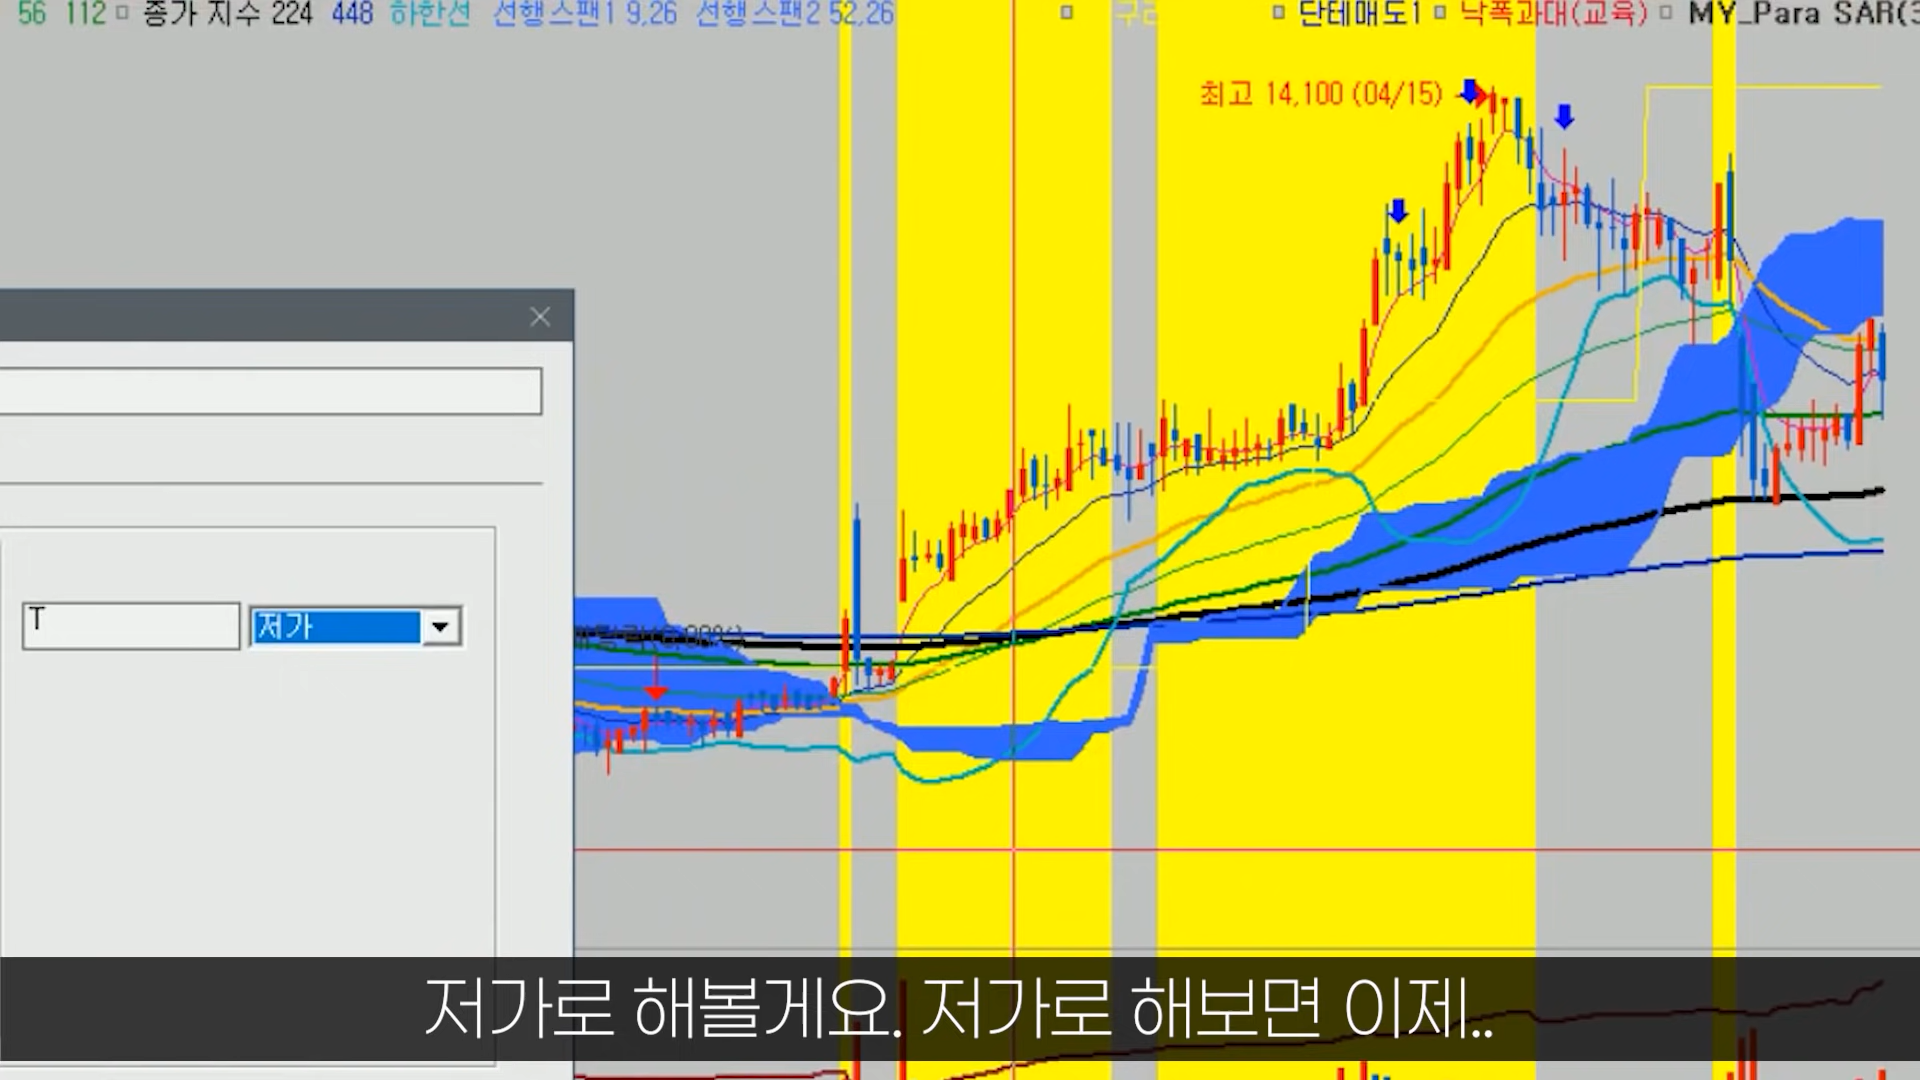 56 112 종가 지수 224 448 하한선 선행스팬1 9,26 선행스팬2 52,26 단테매도1 낙폭과대(교육) MY_Para SAR(3
최고 14,100 (04/15)
T 저가
저가로 해볼게요. 저가로 해보면 이제..